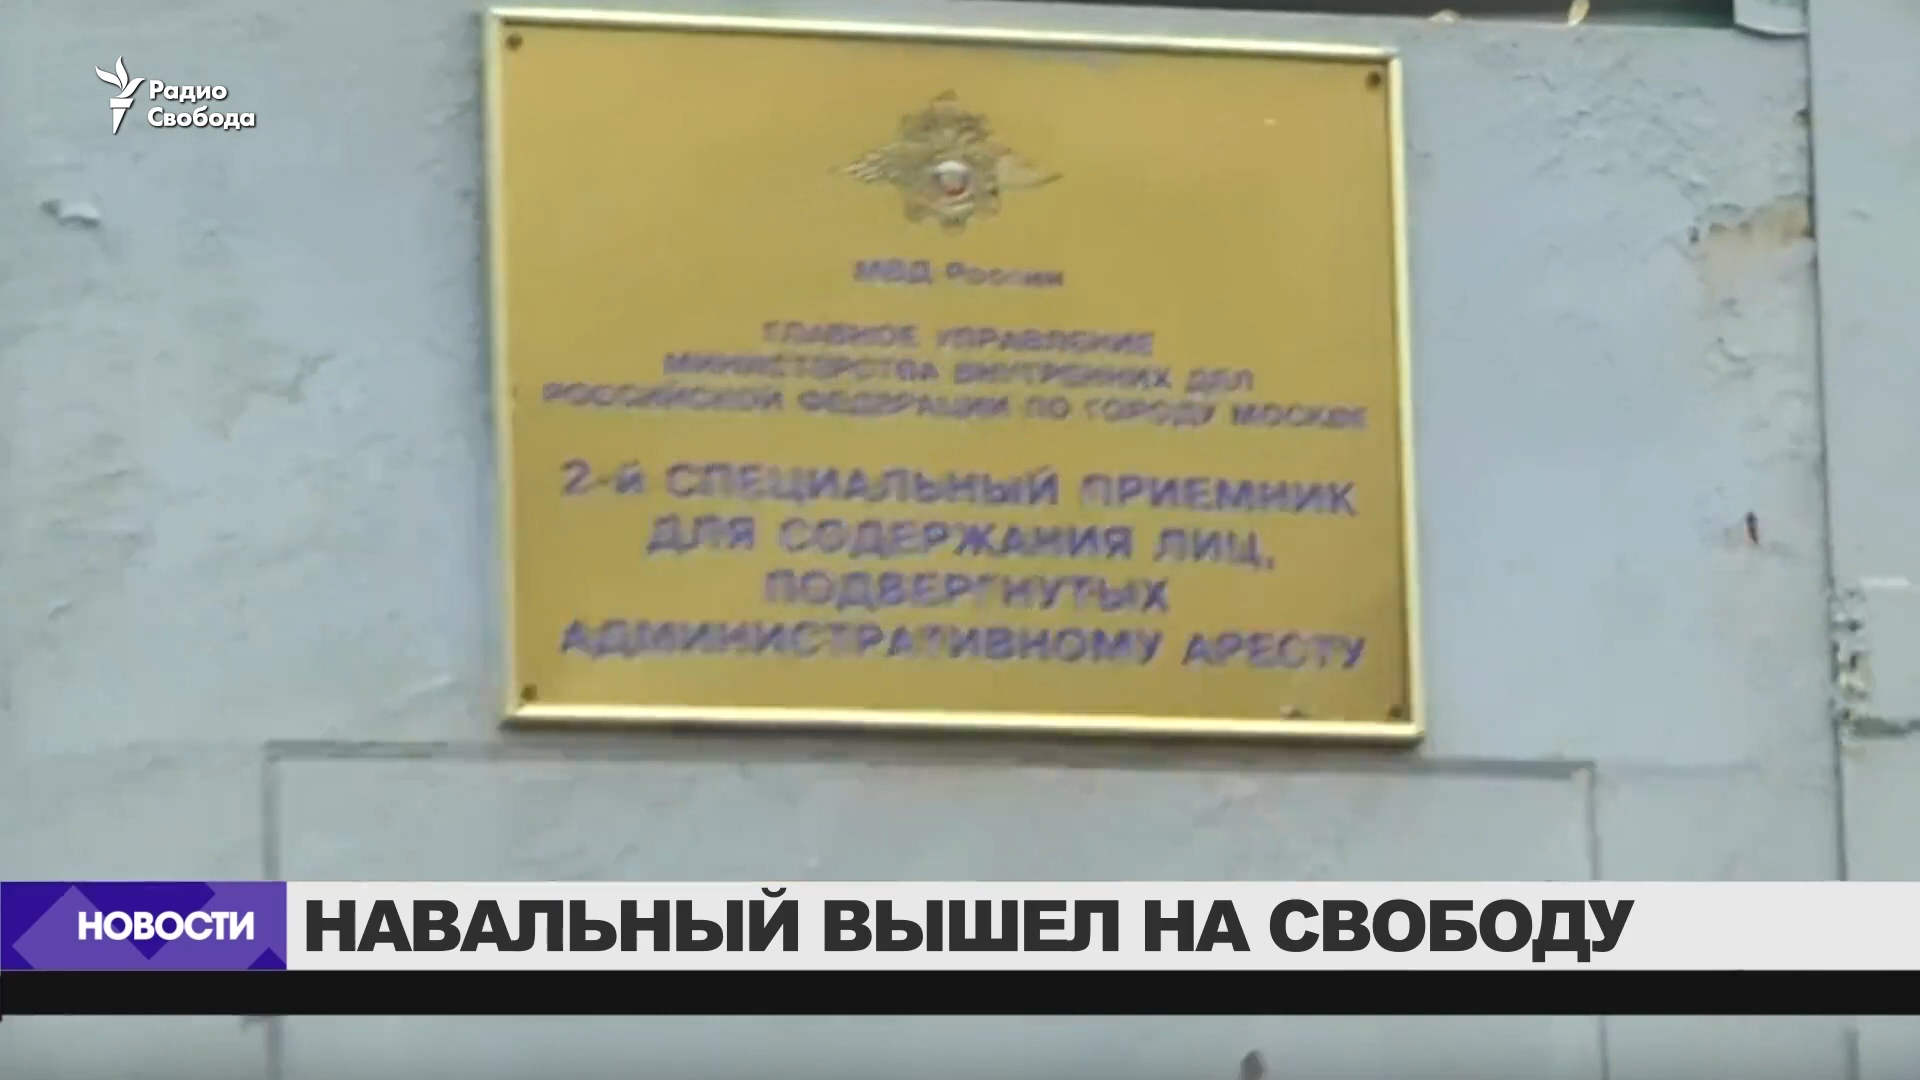 Радио
Свобода
МВД России
ГЛАВНОЕ УПРАВЛЕНИЕ
МИНИСТЕРСТВА ВНУТРЕННИХ ДЕЛ
РОССИЙСКОЙ ФЕДЕРАЦИИ ПО ГОРОДУ МОСКВЕ
2-й СПЕЦИАЛЬНЫЙ ПРИЕМНИК
ДЛЯ СОДЕРЖАНИЯ ЛИЦ,
ПОДВЕРГНУТЫХ
АДМИНИСТРАТИВНОМУ АРЕСТУ
НОВОСТИ
НАВАЛЬНЫЙ ВЫШЕЛ НА СВОБОДУ